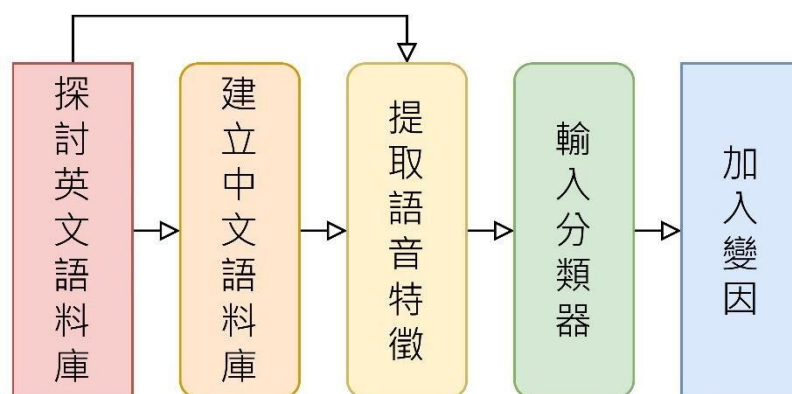 探討英文語料庫
建立中文語料庫
提取語音特徵
輸入分類器
加入變因